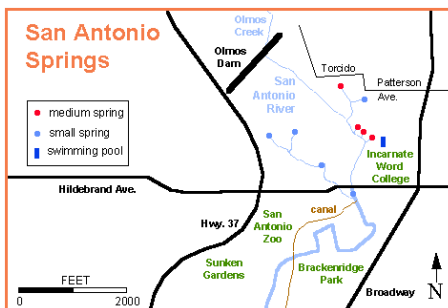 San Antonio
Springs
Olmos
Creek
Olmos
Dam
Torcido
Patterson
Ave.
San
Antonio
River
medium spring
small spring
swimming pool
Incarnate
Word
College
Hildebrand Ave.
canal
Hwy. 37
San
Antonio
Zoo
Sunken
Gardens
Brackenridge
Park
Broadway
N
FEET
0
2000